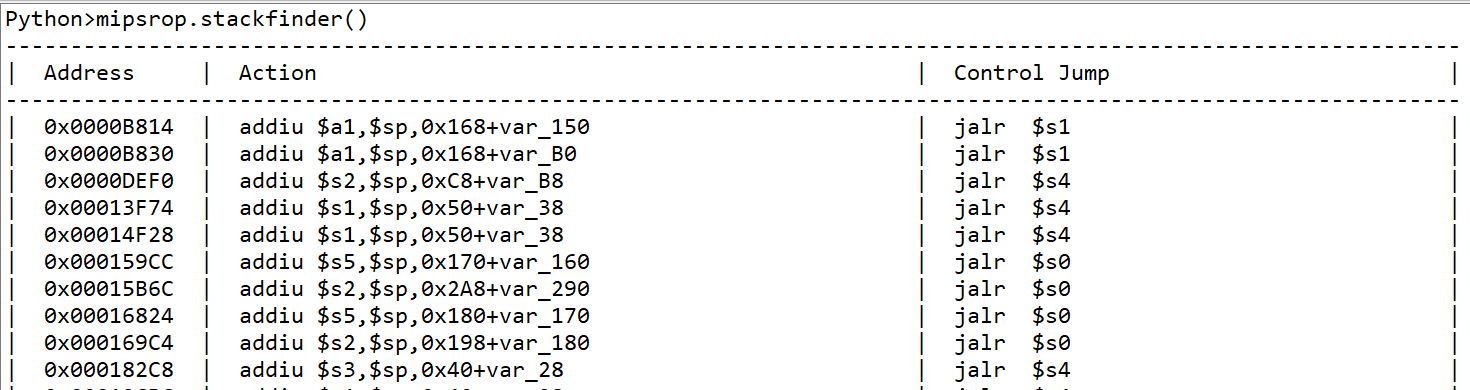 Python>mipsrop.stackfinder()
----------------------------------------------------------------------------------------------------------------
|  Address     |  Action                                              |  Control Jump                          |
----------------------------------------------------------------------------------------------------------------
|  0x0000B814  |  addiu $a1,$sp,0x168+var_150                         |  jalr  $s1                             |
|  0x0000B830  |  addiu $a1,$sp,0x168+var_B0                          |  jalr  $s1                             |
|  0x0000DEF0  |  addiu $s2,$sp,0xC8+var_B8                           |  jalr  $s4                             |
|  0x00013F74  |  addiu $s1,$sp,0x50+var_38                           |  jalr  $s4                             |
|  0x00014F28  |  addiu $s1,$sp,0x50+var_38                           |  jalr  $s4                             |
|  0x000159CC  |  addiu $s5,$sp,0x170+var_160                         |  jalr  $s0                             |
|  0x00015B6C  |  addiu $s2,$sp,0x2A8+var_290                         |  jalr  $s0                             |
|  0x00016824  |  addiu $s5,$sp,0x180+var_170                         |  jalr  $s0                             |
|  0x000169C4  |  addiu $s2,$sp,0x198+var_180                         |  jalr  $s0                             |
|  0x000182C8  |  addiu $s3,$sp,0x40+var_28                           |  jalr  $s4                             |